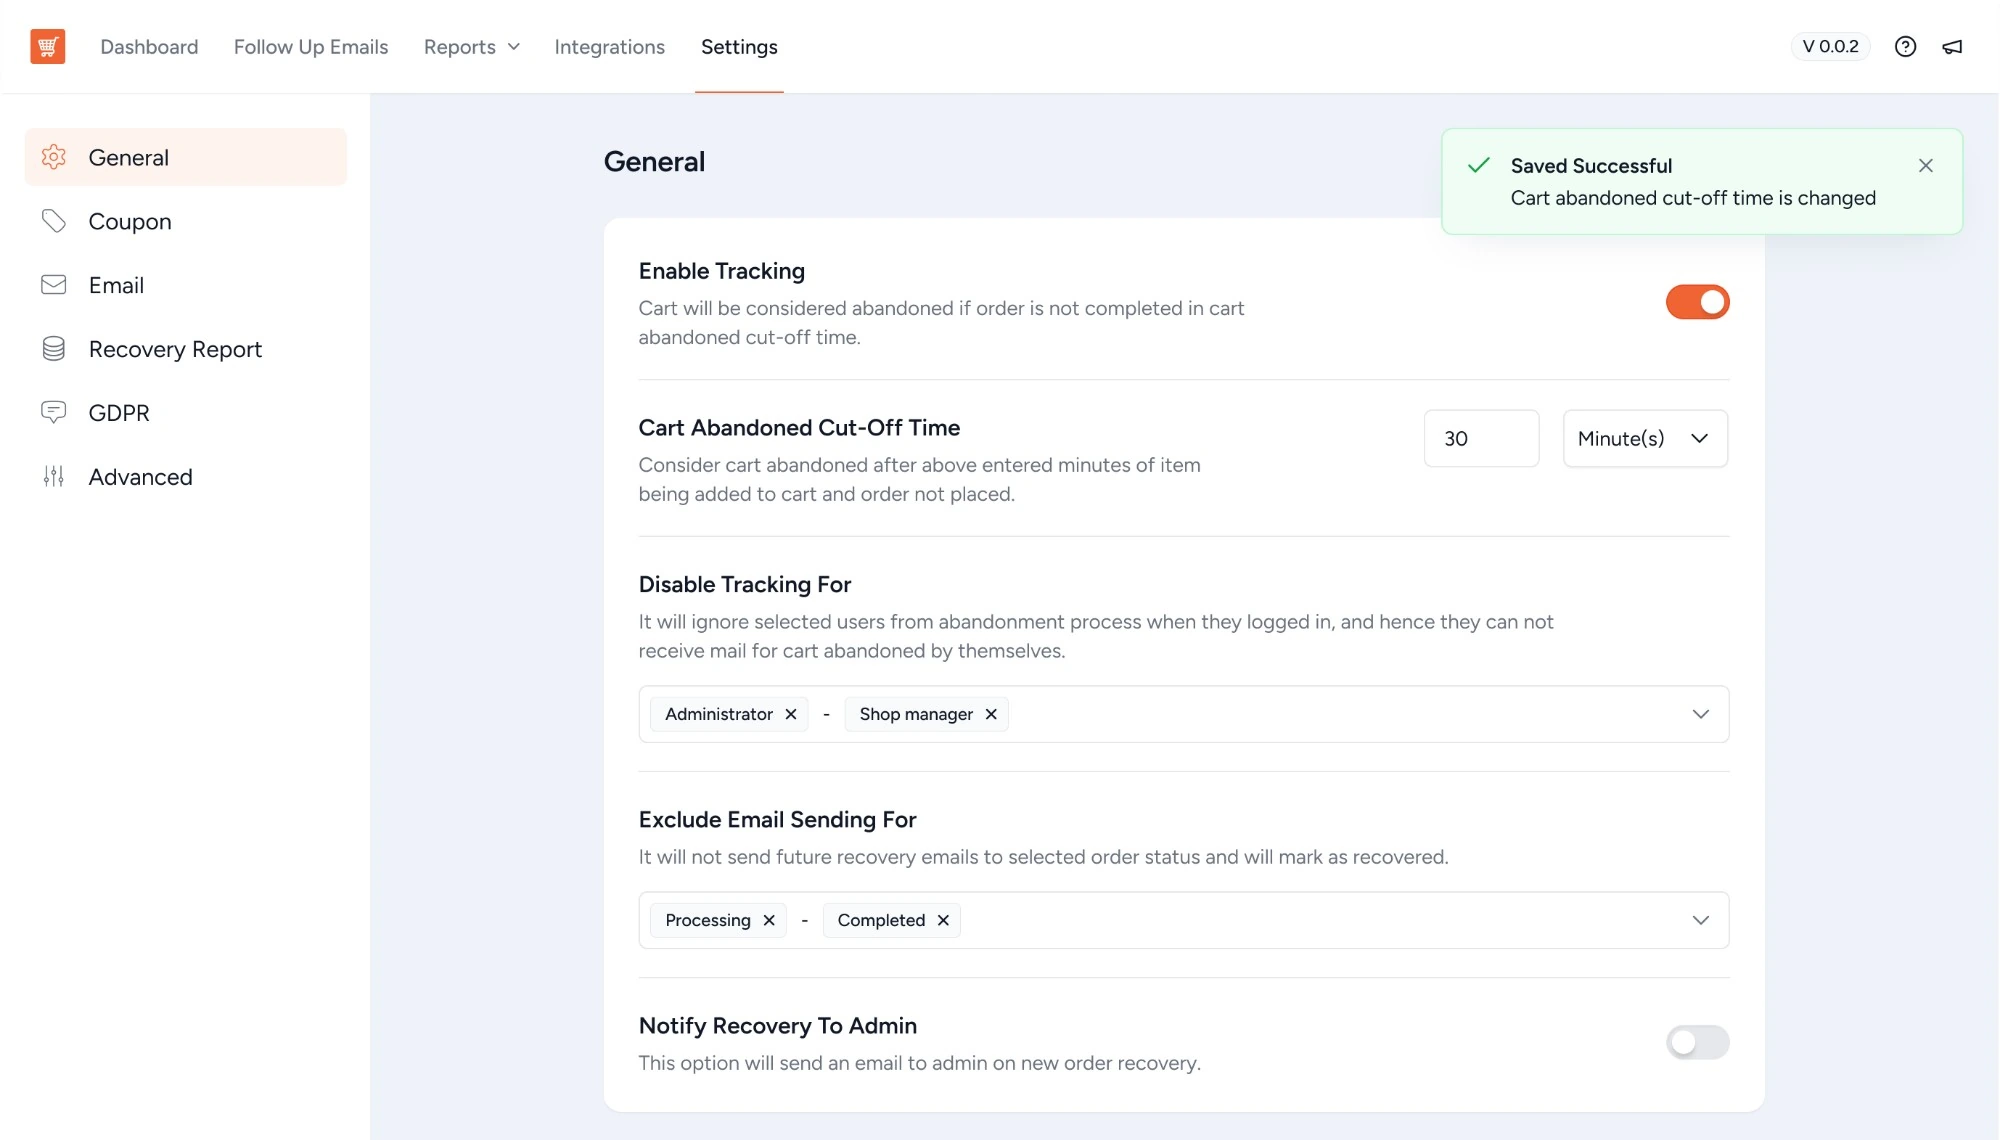 Dashboard
Follow Up Emails
Reports
Integrations
Settings
V 0.0.2
General
Coupon
Email
Recovery Report
GDPR
Advanced
General
Saved Successful
Cart abandoned cut-off time is changed
Enable Tracking
Cart will be considered abandoned if order is not completed in cart
abandoned cut-off time.
Cart Abandoned Cut-Off Time
Consider cart abandoned after above entered minutes of item
being added to cart and order not placed.
30
Minute(s)
Disable Tracking For
It will ignore selected users from abandonment process when they logged in, and hence they can not
receive mail for cart abandoned by themselves.
Administrator - Shop manager
Exclude Email Sending For
It will not send future recovery emails to selected order status and will mark as recovered.
Processing - Completed
Notify Recovery To Admin
This option will send an email to admin on new order recovery.